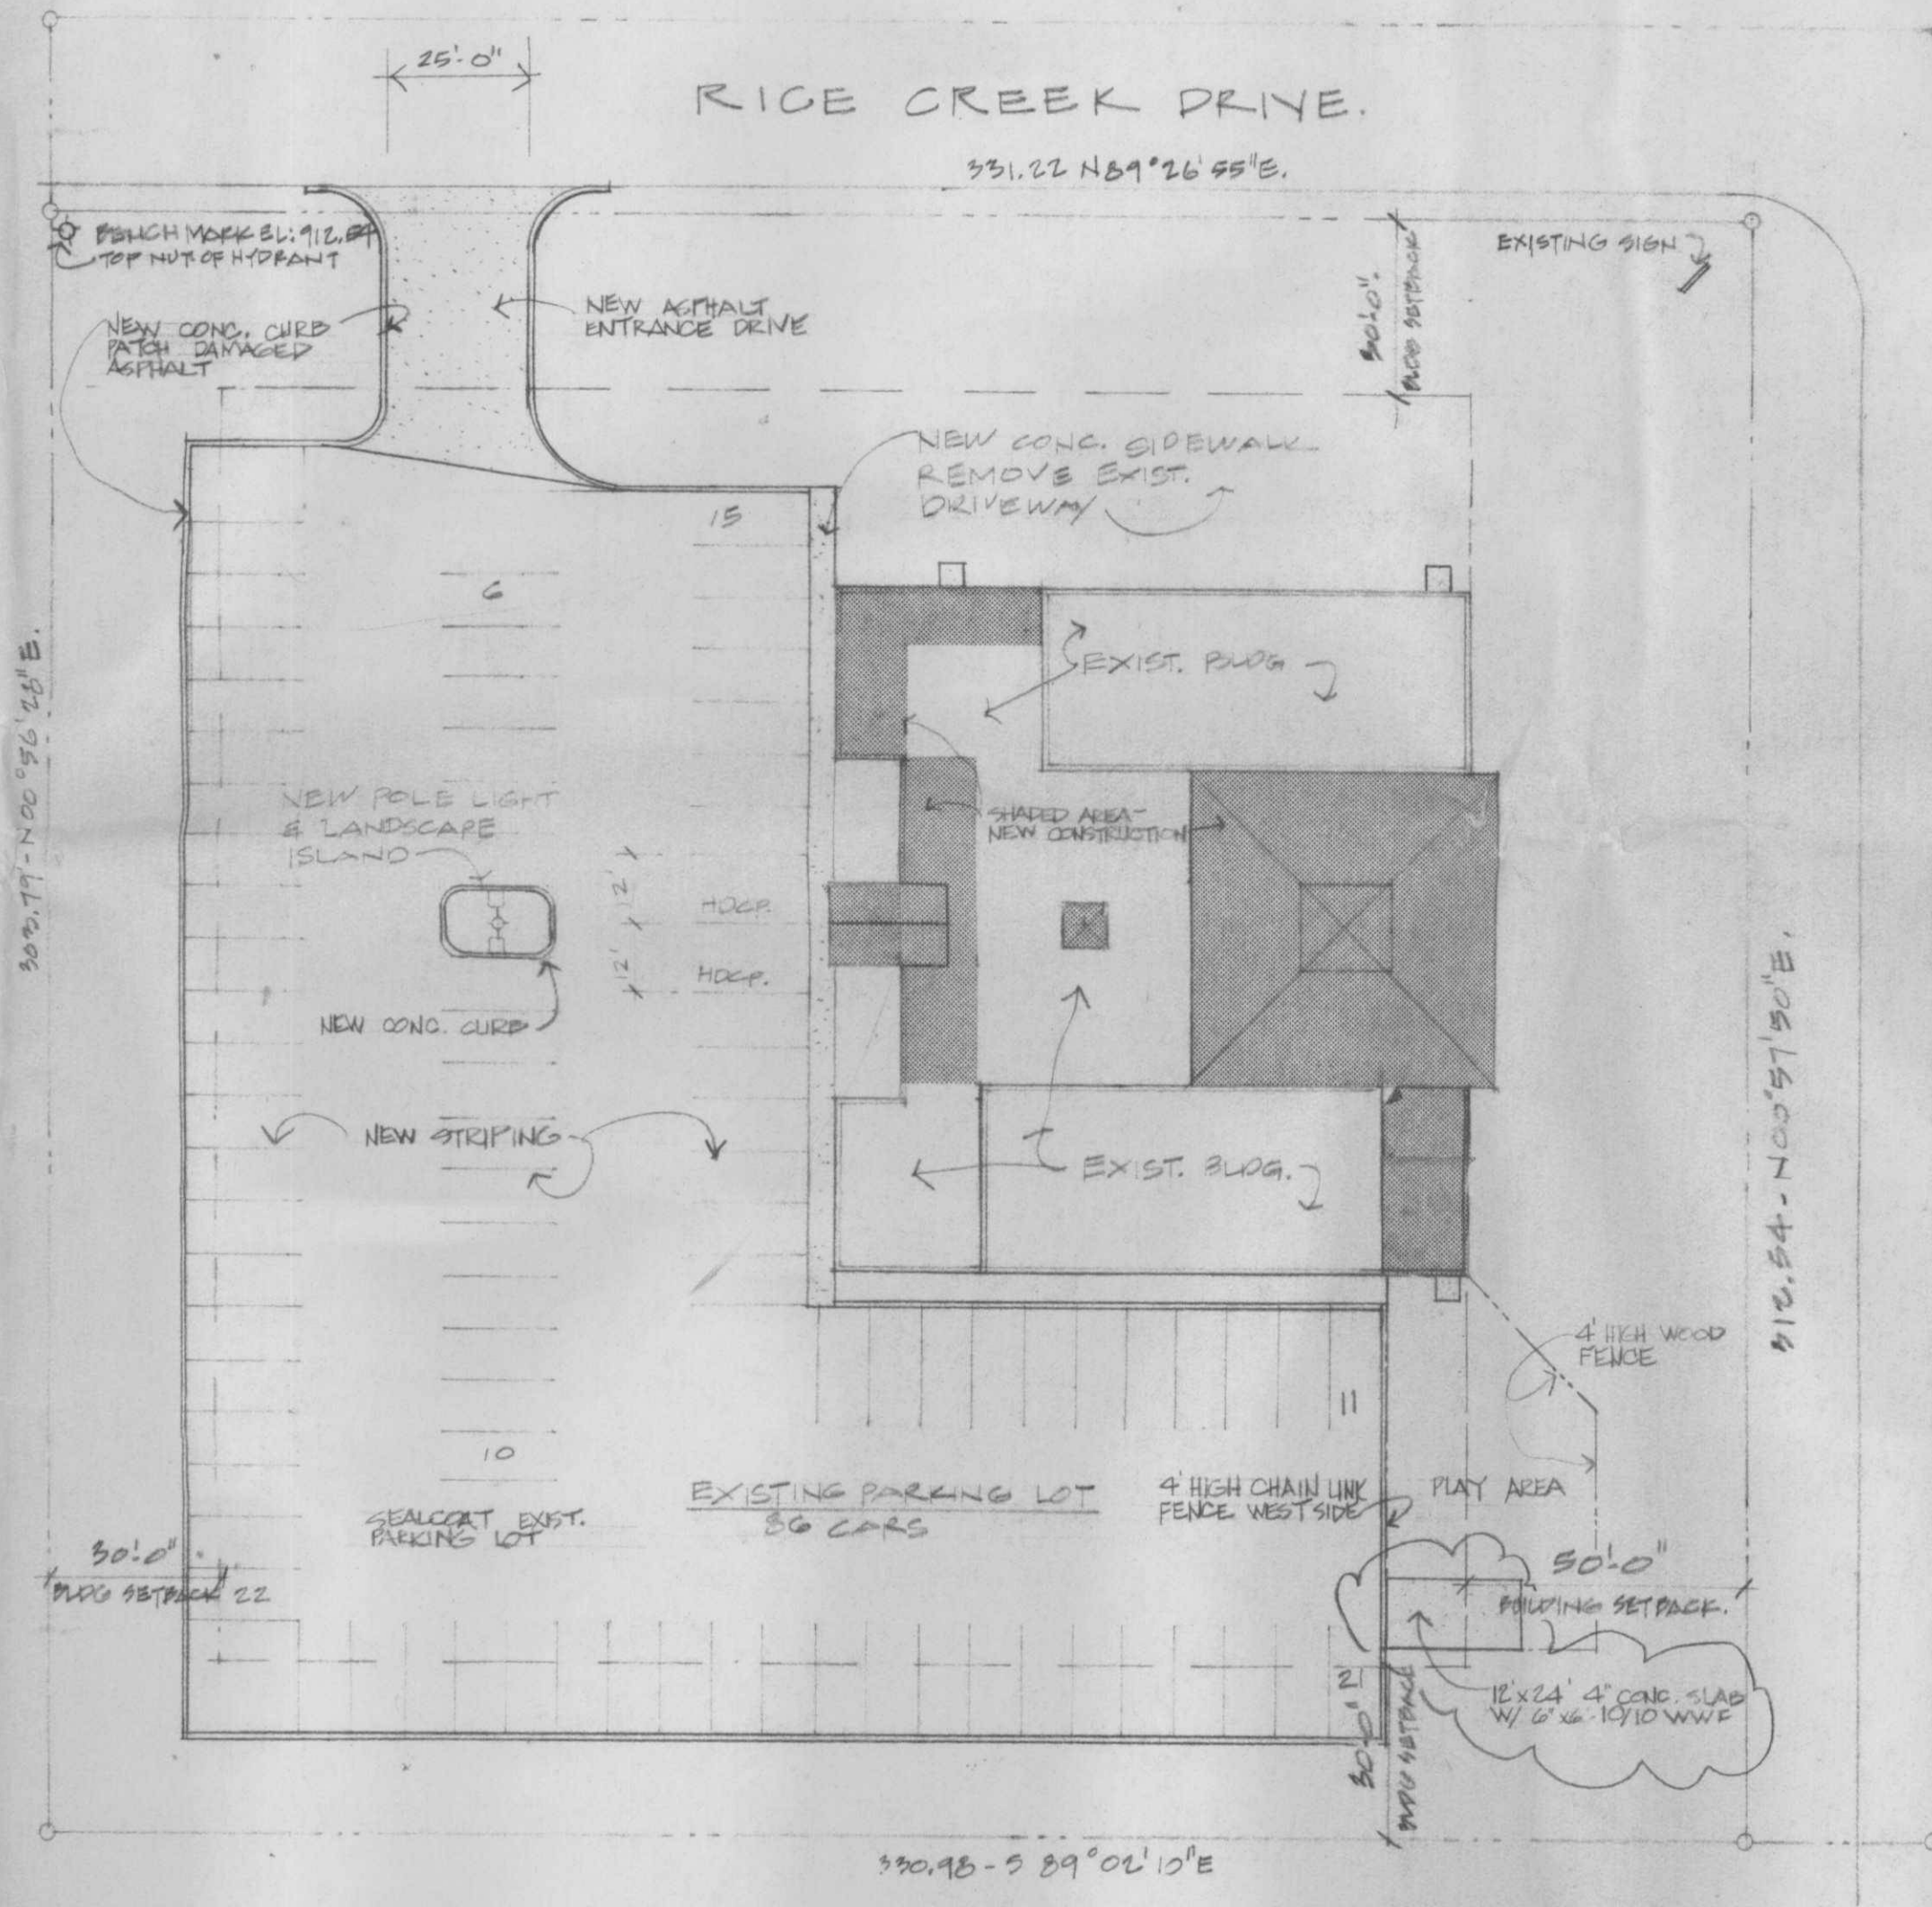 25'-0"
RICE CREEK DRIVE.
331.22 N89°26'55"E.
BENCH MARK EL: 912.
TOP NUT OF HYDRANT
EXISTING SIGN
30'-0".
BLDG SETBACK
NEW CONC. CURB
PATCH DAMAGED
ASPHALT
NEW ASPHALT
ENTRANCE DRIVE
NEW CONC. SIDEWALK
REMOVE EXIST.
DRIVEWAY
15
6
EXIST. BLDG
303.79'-N00°56'28"E.
NEW POLE LIGHT
& LANDSCAPE
ISLAND
SHADED AREA-
NEW CONSTRUCTION
12'
12'
HDCP.
HDCP.
NEW CONC. CURB
NEW STRIPING
EXIST. BLDG.
312.54-N00°57'30"E.
4' HIGH WOOD
FENCE
11
10
EXISTING PARKING LOT
86 CARS
4' HIGH CHAIN LINK
FENCE WEST SIDE
PLAY AREA
SEALCOAT EXIST.
PARKING LOT
30'-0"
BLDG SETBACK
22
50'-0"
BUILDING SETBACK.
21
30'-0"
BLDG SETBACK
12'x24' 4" CONC. SLAB
W/ 6"x6"-10/10 WWF
330.98-S 89°02'10"E